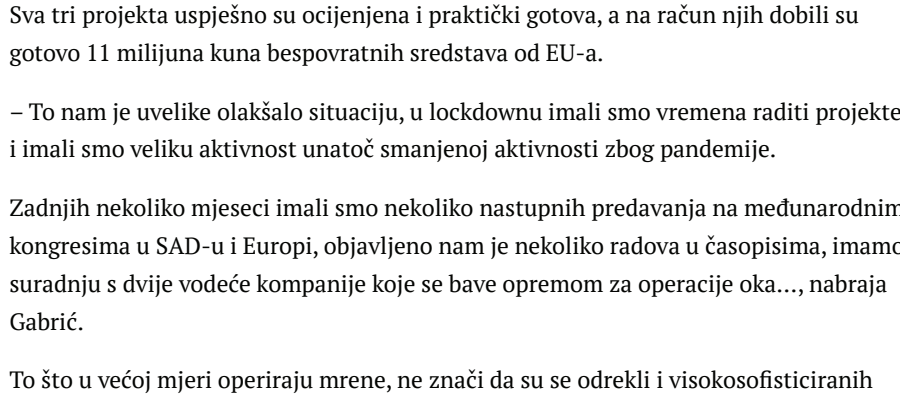 Sva tri projekta uspješno su ocijenjena i praktički gotova, a na račun njih dobili su
gotovo 11 milijuna kuna bespovratnih sredstava od EU-a.
– To nam je uvelike olakšalo situaciju, u lockdownu imali smo vremena raditi projekte
i imali smo veliku aktivnost unatoč smanjenoj aktivnosti zbog pandemije.
Zadnjih nekoliko mjeseci imali smo nekoliko nastupnih predavanja na međunarodnim
kongresima u SAD-u i Europi, objavljeno nam je nekoliko radova u časopisima, imamo
suradnju s dvije vodeće kompanije koje se bave opremom za operacije oka..., nabraja
Gabrić.
To što u većoj mjeri operiraju mrene, ne znači da su se odrekli i visokosofisticiranih